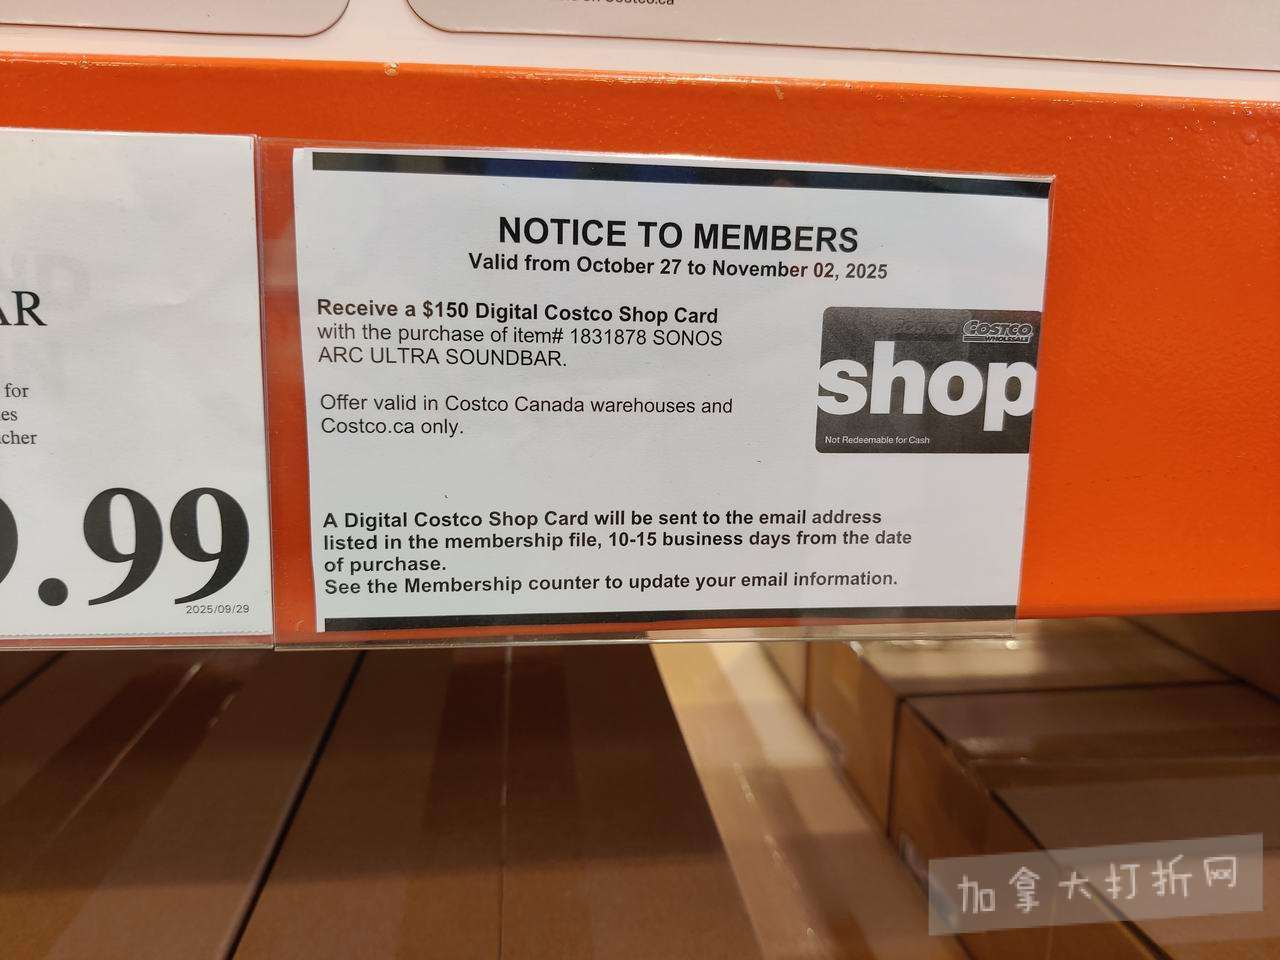 Costco.ca
AR
for
es
cher
9.99
2025/09/29
NOTICE TO MEMBERS
Valid from October 27 to November 02, 2025
Receive a $150 Digital Costco Shop Card
with the purchase of item# 1831878 SONOS
ARC ULTRA SOUNDBAR.
Offer valid in Costco Canada warehouses and
Costco.ca only.
COSTCO
WHOLESALE
shop
Not Redeemable for Cash
A Digital Costco Shop Card will be sent to the email address
listed in the membership file, 10-15 business days from the date
of purchase.
See the Membership counter to update your email information.
加拿大打折网